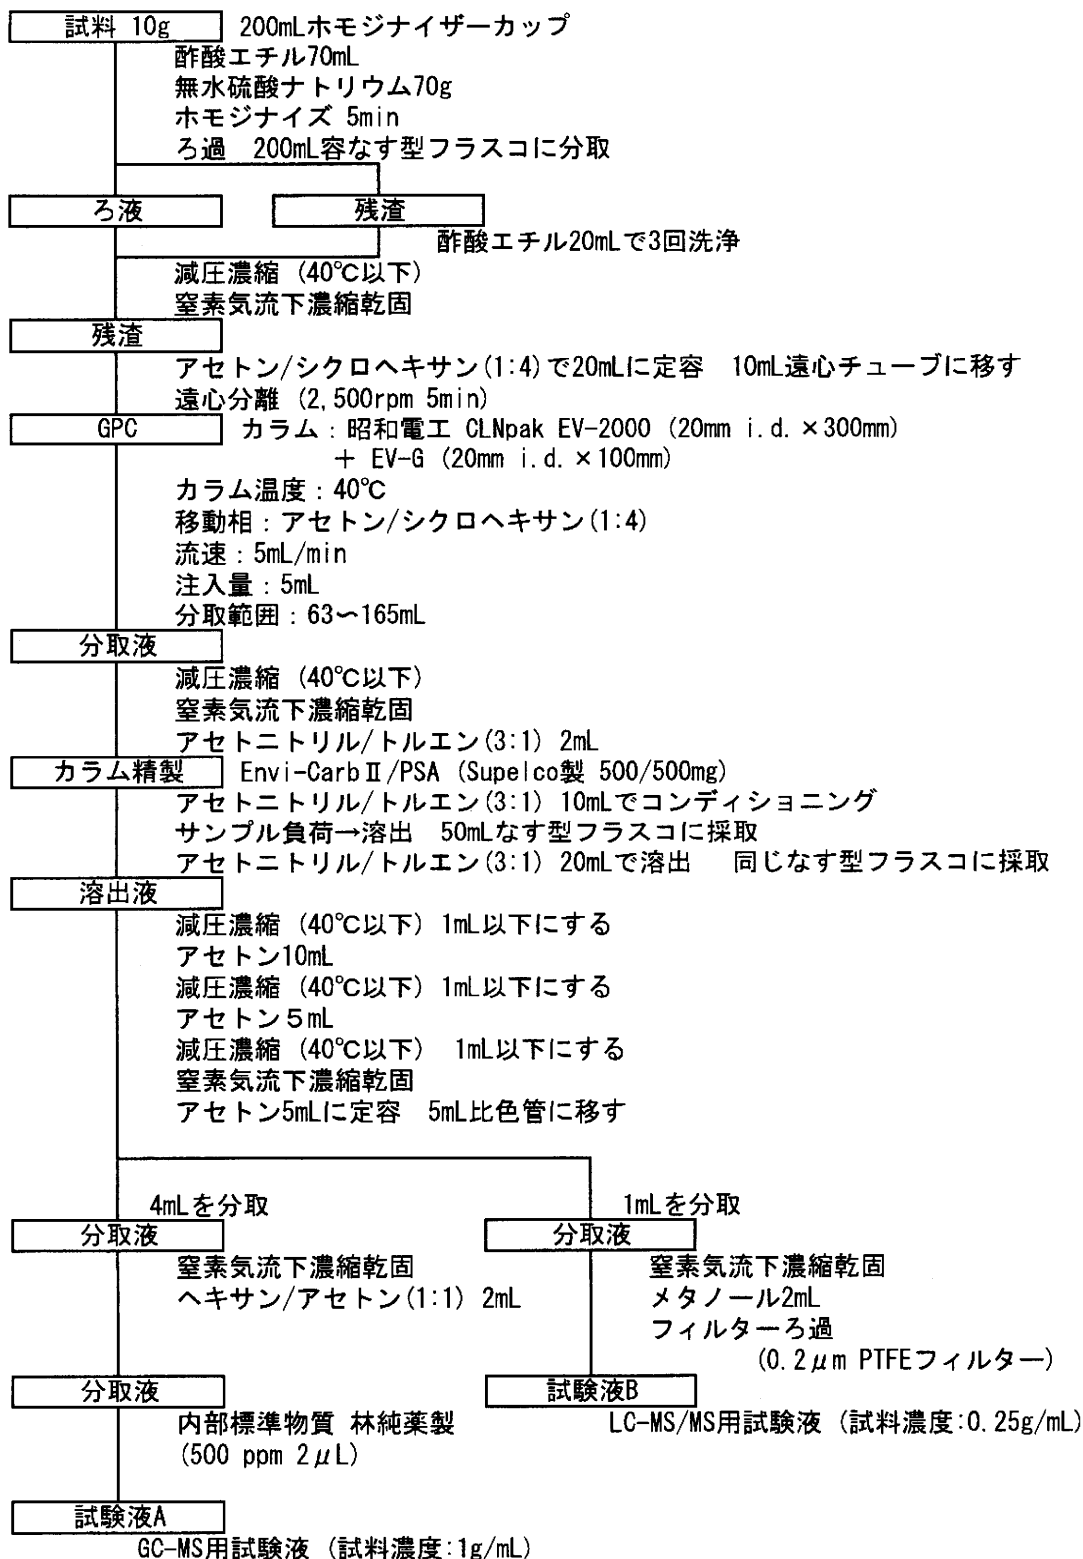 試料 10g 200mLホモジナイザーカップ
酢酸エチル70mL
無水硫酸ナトリウム70g
ホモジナイズ 5min
ろ過 200mL容なす型フラスコに分取
ろ液 残渣
酢酸エチル20mLで3回洗浄
減圧濃縮 (40℃以下)
窒素気流下濃縮乾固
残渣
アセトン/シクロヘキサン(1:4)で20mLに定容 10mL遠心チューブに移す
遠心分離 (2,500rpm 5min)
GPC カラム：昭和電工 CLNpak EV-2000 (20mm i.d.×300mm)
＋ EV-G (20mm i.d.×100mm)
カラム温度：40℃
移動相：アセトン/シクロヘキサン(1:4)
流速：5mL/min
注入量：5mL
分取範囲：63〜165mL
分取液
減圧濃縮 (40℃以下)
窒素気流下濃縮乾固
アセトニトリル/トルエン(3:1) 2mL
カラム精製 Envi-CarbⅡ/PSA (Supelco製 500/500mg)
アセトニトリル/トルエン(3:1) 10mLでコンディショニング
サンプル負荷→溶出 50mLなす型フラスコに採取
アセトニトリル/トルエン(3:1) 20mLで溶出 同じなす型フラスコに採取
溶出液
減圧濃縮 (40℃以下) 1mL以下にする
アセトン10mL
減圧濃縮 (40℃以下) 1mL以下にする
アセトン５mL
減圧濃縮 (40℃以下) 1mL以下にする
窒素気流下濃縮乾固
アセトン5mLに定容 5mL比色管に移す
4mLを分取 1mLを分取
分取液 分取液
窒素気流下濃縮乾固 窒素気流下濃縮乾固
ヘキサン/アセトン(1:1) 2mL メタノール2mL
フィルターろ過
(0.2μm PTFEフィルター)
分取液 試験液B
内部標準物質 林純薬製 LC-MS/MS用試験液 (試料濃度:0.25g/mL)
(500 ppm 2μL)
試験液A
GC-MS用試験液 (試料濃度:1g/mL)